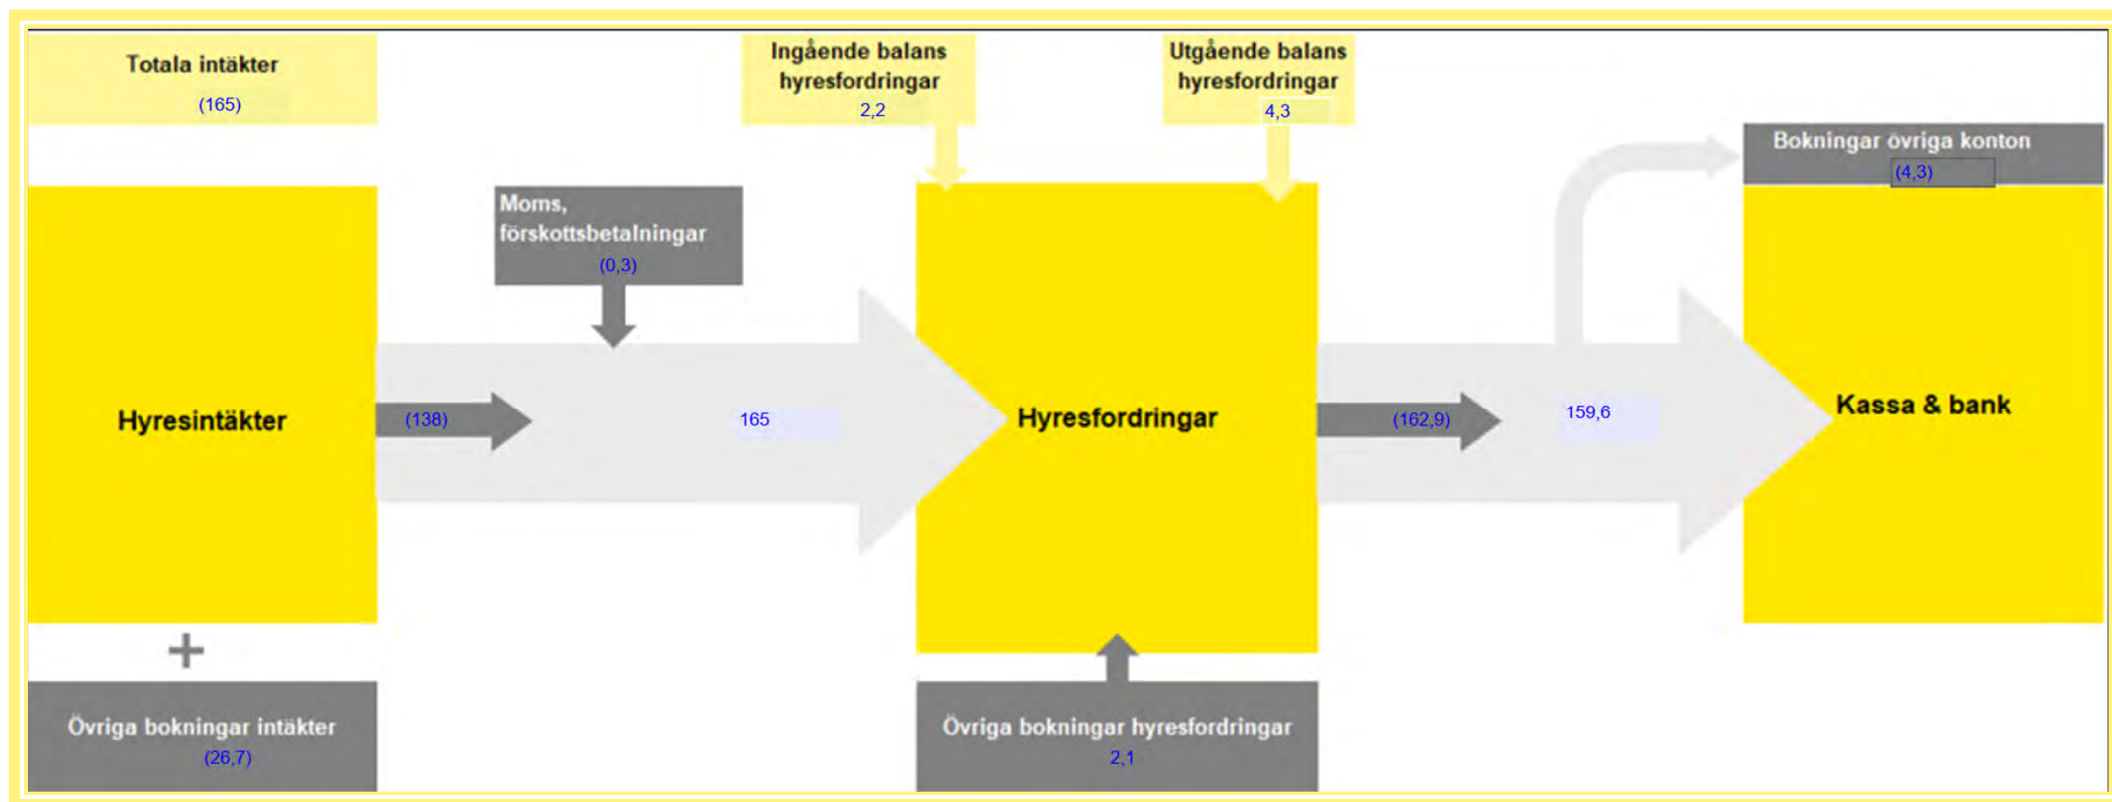 Totala intäkter
(165)
Ingående balans
hyresfordringar
2,2
Utgående balans
hyresfordringar
4,3
Bokningar övriga konton
(4,3)
Moms,
förskottsbetalningar
(0,3)
Hyresintäkter
(138)
165
Hyresfordringar
(162,9)
159,6
Kassa & bank
+
Övriga bokningar intäkter
(26,7)
Övriga bokningar hyresfordringar
2,1